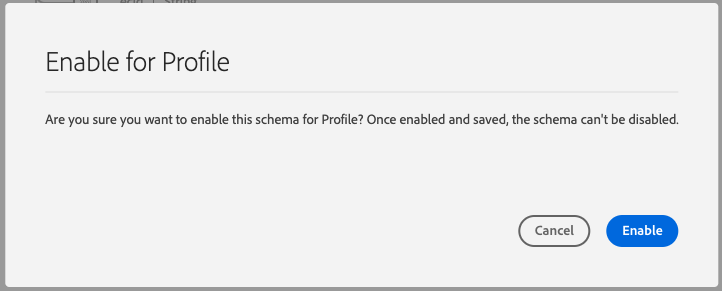 Enable for Profile
Are you sure you want to enable this schema for Profile? Once enabled and saved, the schema can't be disabled.
Cancel
Enable